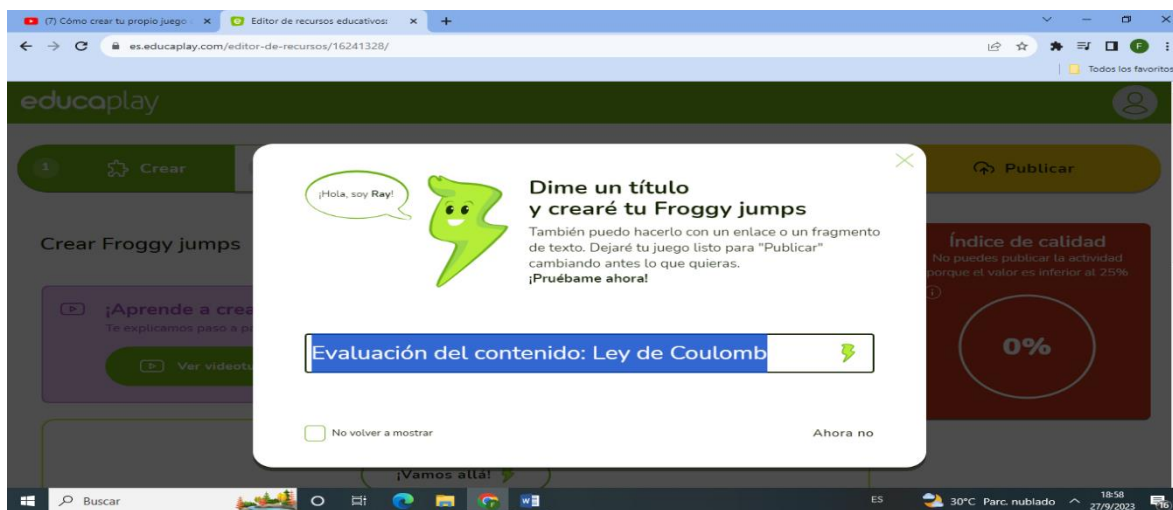 (7) Cómo crear tu propio juego
Editor de recursos educativos:
es.educaplay.com/editor-de-recursos/16241328/
F
Todos los favoritos
educaplay
1
Crear
Publicar
¡Hola, soy Ray!
Dime un título
y crearé tu Froggy jumps
También puedo hacerlo con un enlace o un fragmento
de texto. Dejaré tu juego listo para "Publicar"
cambiando antes lo que quieras.
¡Pruébame ahora!
Crear Froggy jumps
Índice de calidad
No puedes publicar la actividad
porque el valor es inferior al 25%
¡Aprende a crea
Te explicamos paso a pa
Ver videotu
Evaluación del contenido: Ley de Coulomb
0%
No volver a mostrar
Ahora no
¡Vamos allá!
Buscar
ES
30°C Parc. nublado
18:58
27/9/2023
16